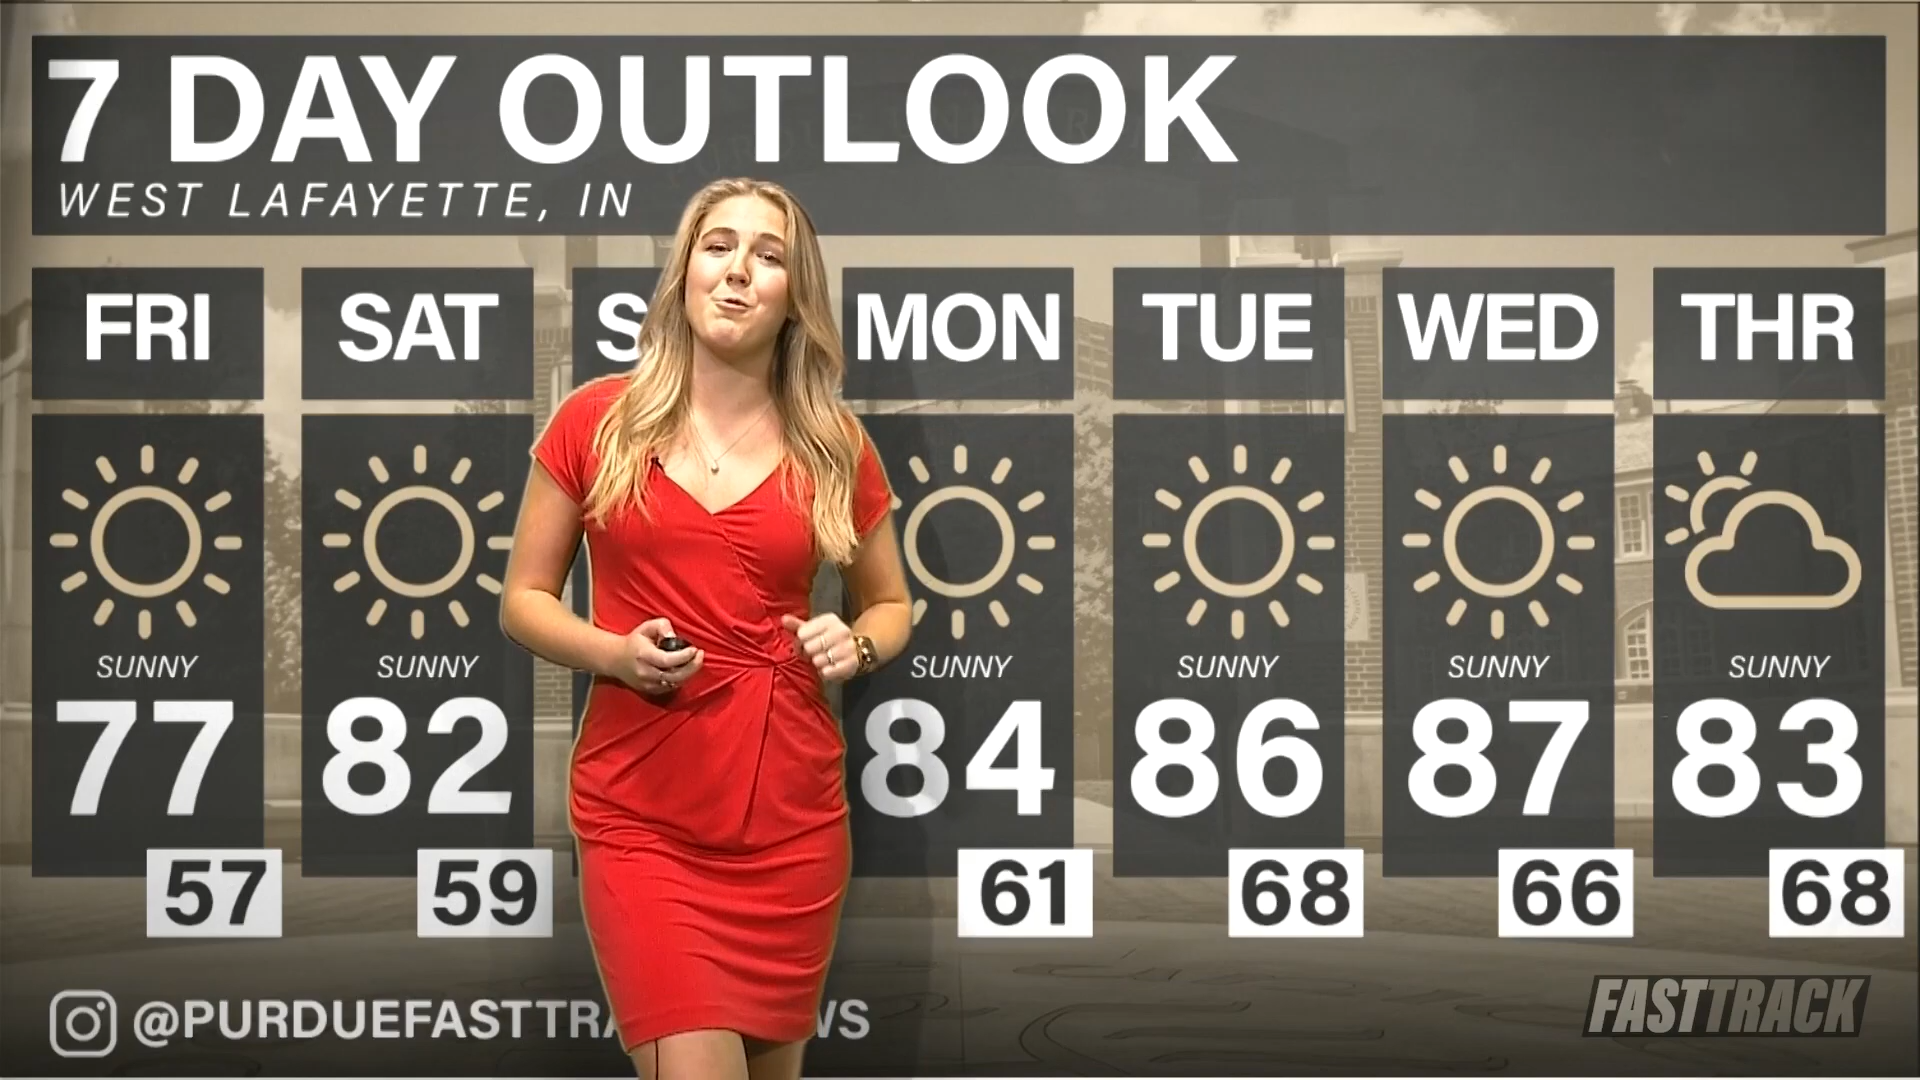 7 DAY OUTLOOK
WEST LAFAYETTE, IN
FRI SAT MON TUE WED THR
SUNNY SUNNY SUNNY SUNNY SUNNY SUNNY
77 82 84 86 87 83
57 59 61 68 66 68
FASTTRACK